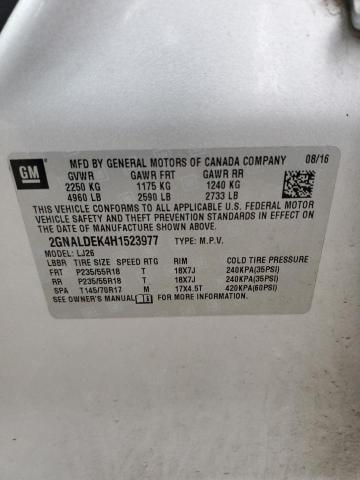 GM
MFD BY GENERAL MOTORS OF CANADA COMPANY 08/16
GVWR GAWR FRT GAWR RR
2250 KG 1175 KG 1240 KG
4960 LB 2590 LB 2733 LB
THIS VEHICLE CONFORMS TO ALL APPLICABLE U.S. FEDERAL MOTOR
VEHICLE SAFETY AND THEFT PREVENTION STANDARDS IN EFFECT ON
THE DATE OF MANUFACTURE SHOWN ABOVE.
2GNALDEK4H1523977 TYPE: M.P.V.
MODEL: LJ26
LBBR TIRE SIZE SPEED RTG RIM COLD TIRE PRESSURE
FRT P235/55R18 T 18X7J 240KPA(35PSI)
RR P235/55R18 T 18X7J 240KPA(35PSI)
SPA T145/70R17 M 17X4.5T 420KPA(60PSI)
SEE OWNER'S MANUAL FOR MORE INFORMATION.